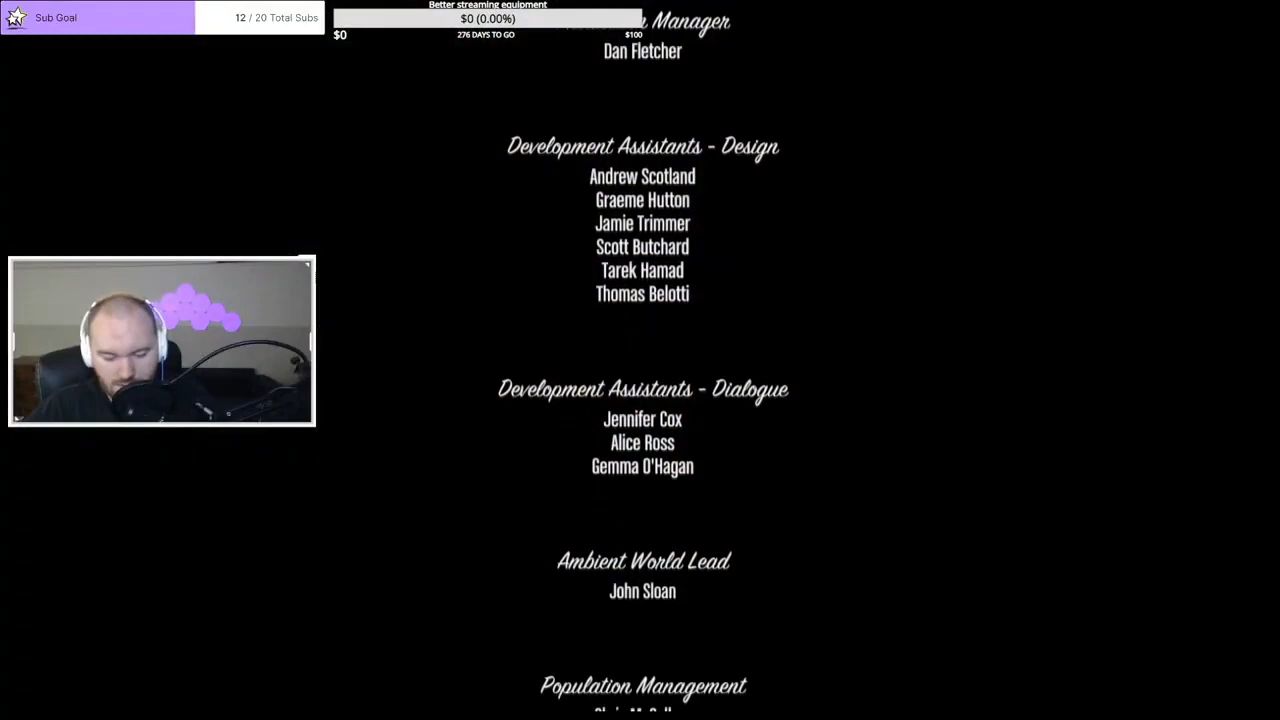 Sub Goal
12 / 20 Total Subs
Better streaming equipment
$0 (0.00%)
$0
276 DAYS TO GO
$100
Manager
Dan Fletcher
Development Assistants - Design
Andrew Scotland
Graeme Hutton
Jamie Trimmer
Scott Butchard
Tarek Hamad
Thomas Belotti
Development Assistants - Dialogue
Jennifer Cox
Alice Ross
Gemma O'Hagan
Ambient World Lead
John Sloan
Population Management